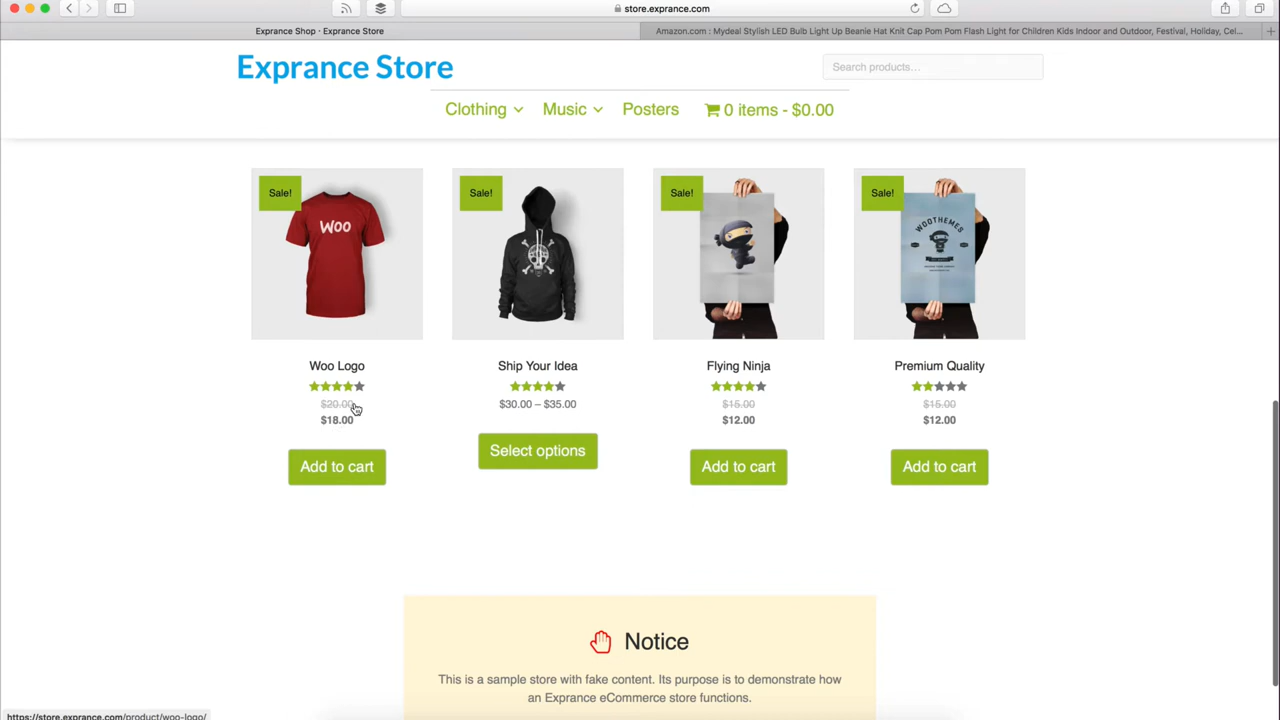 store.exprance.com
Exprance Shop - Exprance Store
Amazon.com : Mydeal Stylish LED Bulb Light Up Beanie Hat Knit Cap Pom Pom Flash Light for Children Kids Indoor and Outdoor, Festival, Holiday, Cel...
Exprance Store
Search products…
Clothing
Music
Posters
0 items - $0.00
Sale!
Sale!
Sale!
Sale!
WOO
WOOTHEMES
Woo Logo
Ship Your Idea
Flying Ninja
Premium Quality
$20.00
$30.00 – $35.00
$15.00
$15.00
$18.00
$12.00
$12.00
Add to cart
Select options
Add to cart
Add to cart
Notice
This is a sample store with fake content. Its purpose is to demonstrate how
an Exprance eCommerce store functions.
https://store.exprance.com/product/woo-logo/